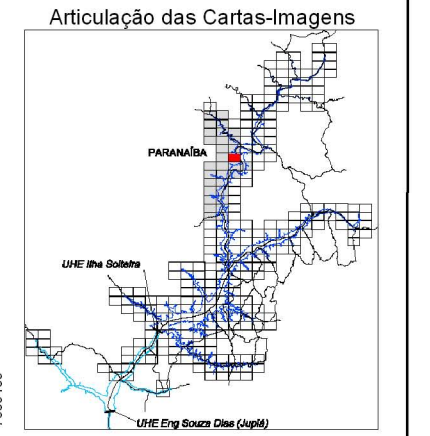 Articulação das Cartas-Imagens
PARANAÍBA
UHE Ilha Solteira
UHE Eng Souza Dias (Jupiá)